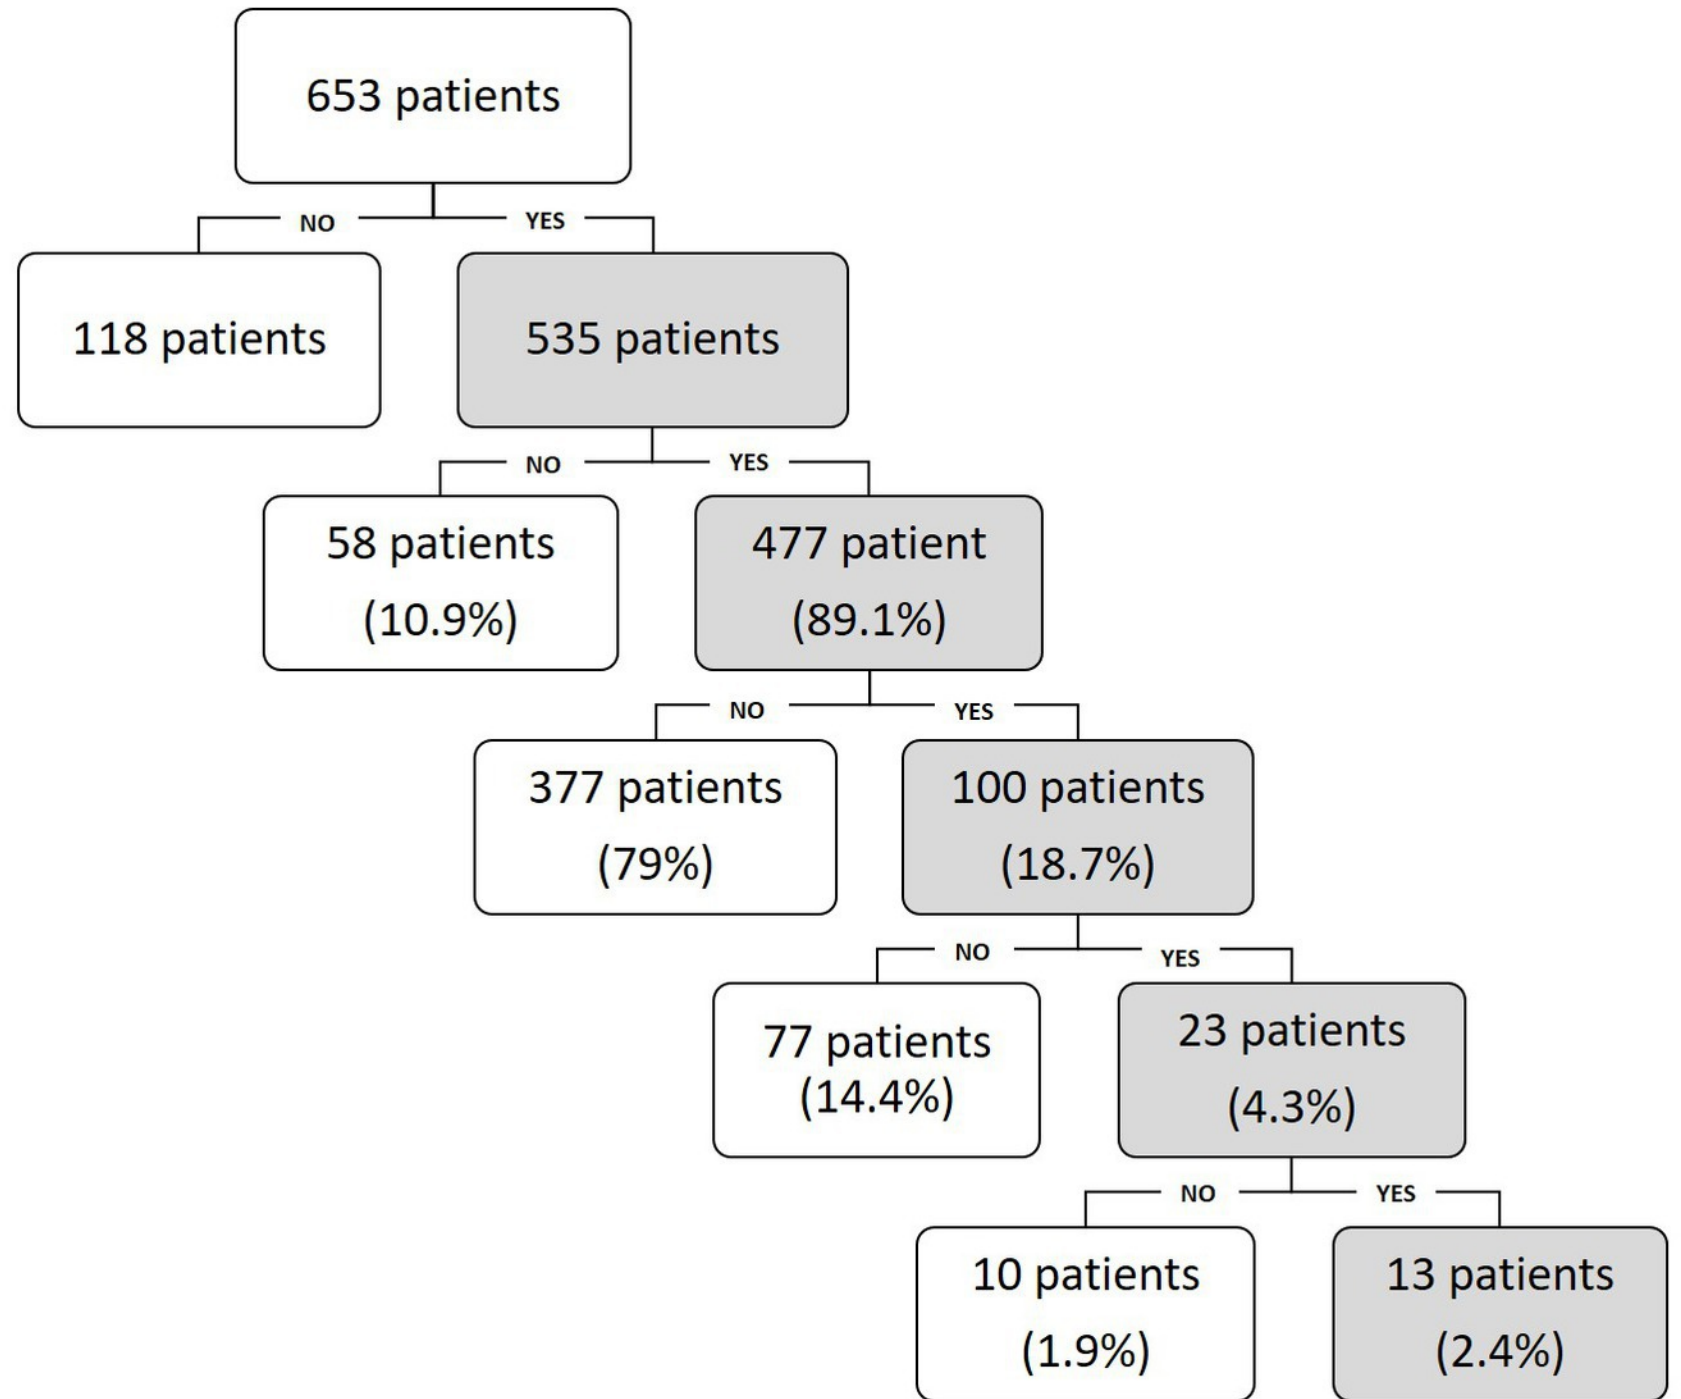 653 patients
NO
YES
118 patients
535 patients
NO
YES
58 patients
(10.9%)
477 patient
(89.1%)
NO
YES
377 patients
(79%)
100 patients
(18.7%)
NO
YES
77 patients
(14.4%)
23 patients
(4.3%)
NO
YES
10 patients
(1.9%)
13 patients
(2.4%)